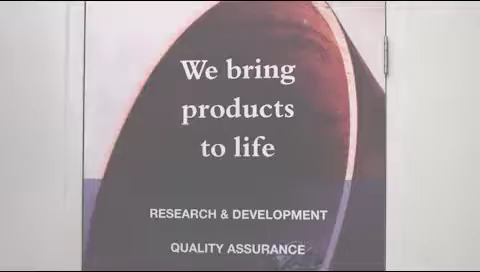 We bring
products
to life
RESEARCH & DEVELOPMENT
QUALITY ASSURANCE